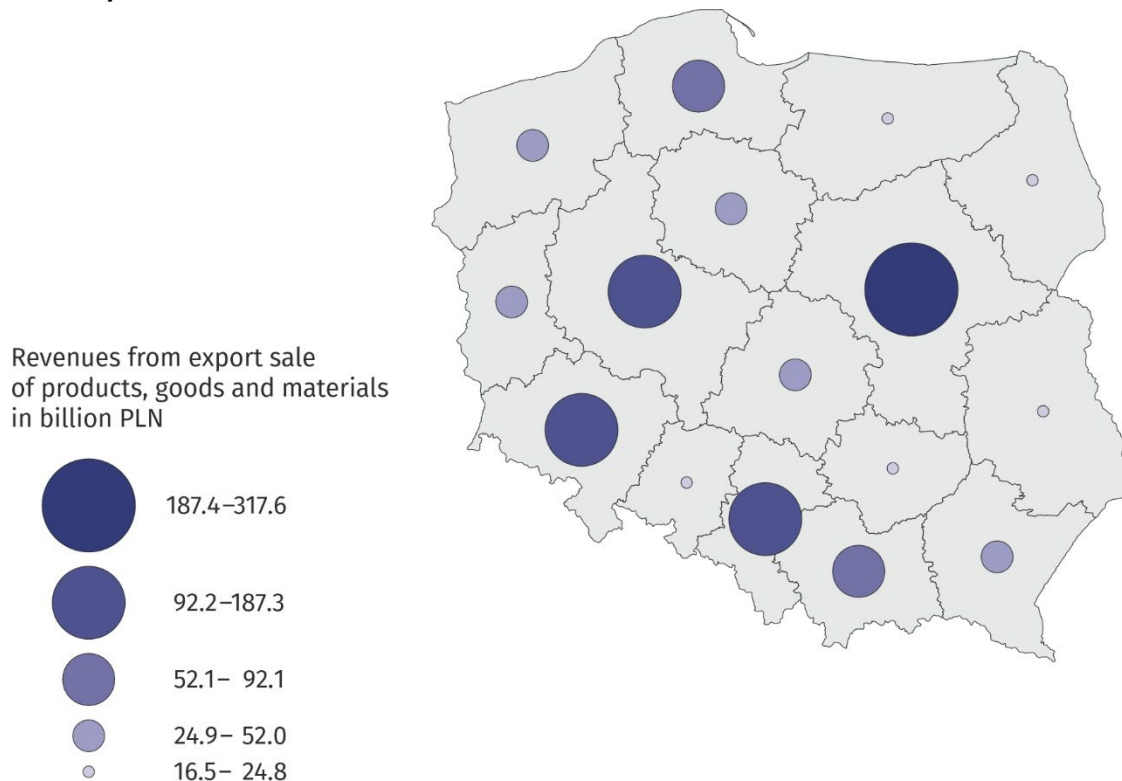 Revenues from export sale
of products, goods and materials
in billion PLN
187.4–317.6
92.2–187.3
52.1– 92.1
24.9– 52.0
16.5– 24.8